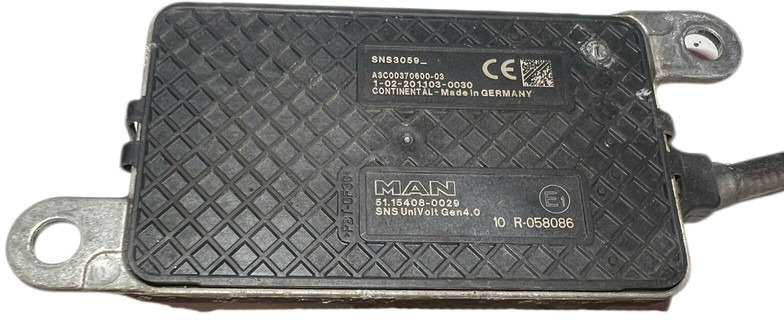 SNS3059_
A3C00370600-03
1-02-201103-0030
CONTINENTAL - Made in GERMANY
CE
MAN
51.15408-0029
SNS UniVolt Gen4.0
E1
10 R-058086